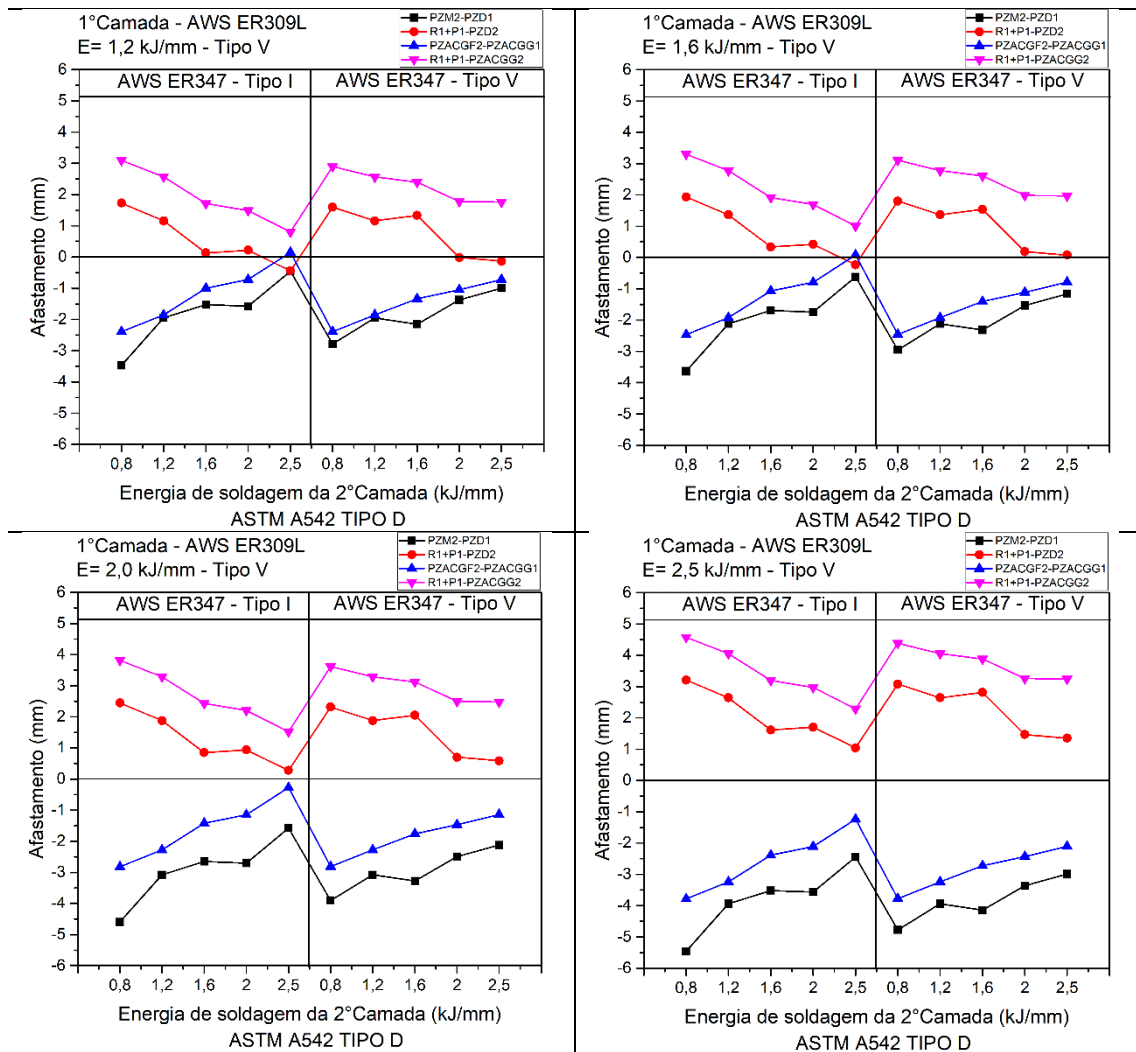 1°Camada - AWS ER309L
E= 1,2 kJ/mm - Tipo V
PZM2-PZD1
R1+P1-PZD2
PZACGF2-PZACGG1
R1+P1-PZACGG2
AWS ER347 - Tipo I
AWS ER347 - Tipo V
Afastamento (mm)
6
5
4
3
2
1
0
-1
-2
-3
-4
-5
-6
0,8 1,2 1,6 2 2,5 0,8 1,2 1,6 2 2,5
Energia de soldagem da 2°Camada (kJ/mm)
ASTM A542 TIPO D
1°Camada - AWS ER309L
E= 1,6 kJ/mm - Tipo V
PZM2-PZD1
R1+P1-PZD2
PZACGF2-PZACGG1
R1+P1-PZACGG2
AWS ER347 - Tipo I
AWS ER347 - Tipo V
Afastamento (mm)
6
5
4
3
2
1
0
-1
-2
-3
-4
-5
-6
0,8 1,2 1,6 2 2,5 0,8 1,2 1,6 2 2,5
Energia de soldagem da 2°Camada (kJ/mm)
ASTM A542 TIPO D
1°Camada - AWS ER309L
E= 2,0 kJ/mm - Tipo V
PZM2-PZD1
R1+P1-PZD2
PZACGF2-PZACGG1
R1+P1-PZACGG2
AWS ER347 - Tipo I
AWS ER347 - Tipo V
Afastamento (mm)
6
5
4
3
2
1
0
-1
-2
-3
-4
-5
-6
0,8 1,2 1,6 2 2,5 0,8 1,2 1,6 2 2,5
Energia de soldagem da 2°Camada (kJ/mm)
ASTM A542 TIPO D
1°Camada - AWS ER309L
E= 2,5 kJ/mm - Tipo V
PZM2-PZD1
R1+P1-PZD2
PZACGF2-PZACGG1
R1+P1-PZACGG2
AWS ER347 - Tipo I
AWS ER347 - Tipo V
Afastamento (mm)
6
5
4
3
2
1
0
-1
-2
-3
-4
-5
-6
0,8 1,2 1,6 2 2,5 0,8 1,2 1,6 2 2,5
Energia de soldagem da 2°Camada (kJ/mm)
ASTM A542 TIPO D